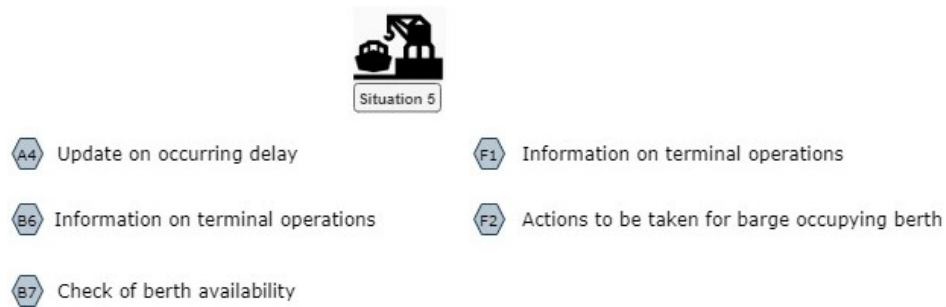 Situation 5
A4 Update on occurring delay
F1 Information on terminal operations
B6 Information on terminal operations
F2 Actions to be taken for barge occupying berth
B7 Check of berth availability